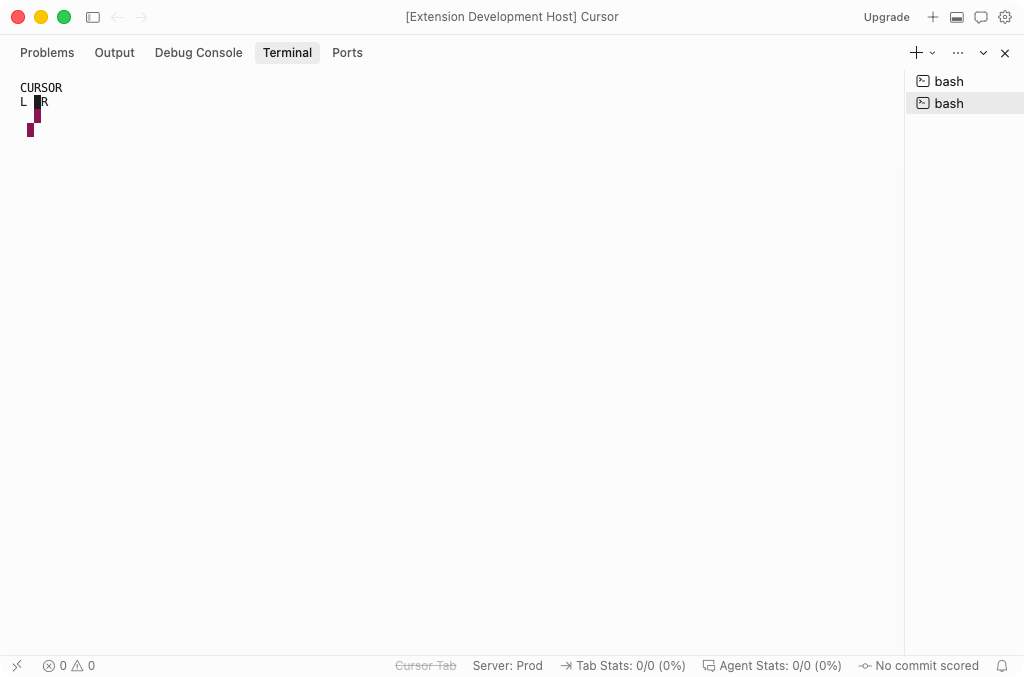 [Extension Development Host] Cursor
Upgrade
Problems Output Debug Console Terminal Ports
CURSOR
L R
bash
bash
0 0 Cursor Tab Server: Prod Tab Stats: 0/0 (0%) Agent Stats: 0/0 (0%) No commit scored